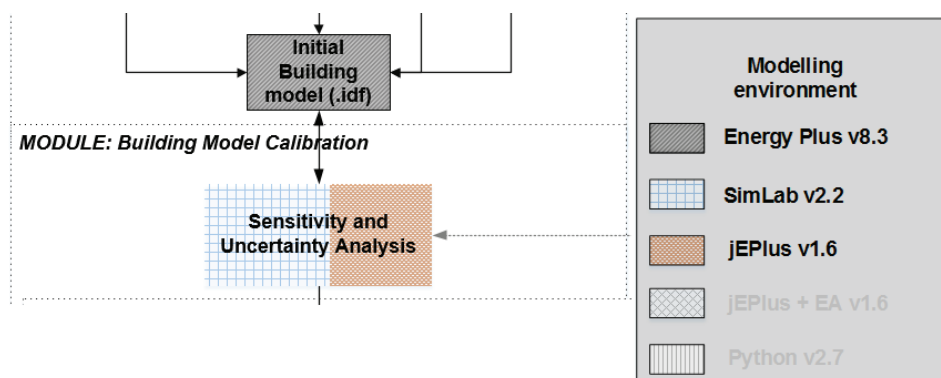 Initial
Building
model (.idf)
MODULE: Building Model Calibration
Sensitivity and
Uncertainty Analysis
Modelling
environment
Energy Plus v8.3
SimLab v2.2
jEPlus v1.6
jEPlus + EA v1.6
Python v2.7